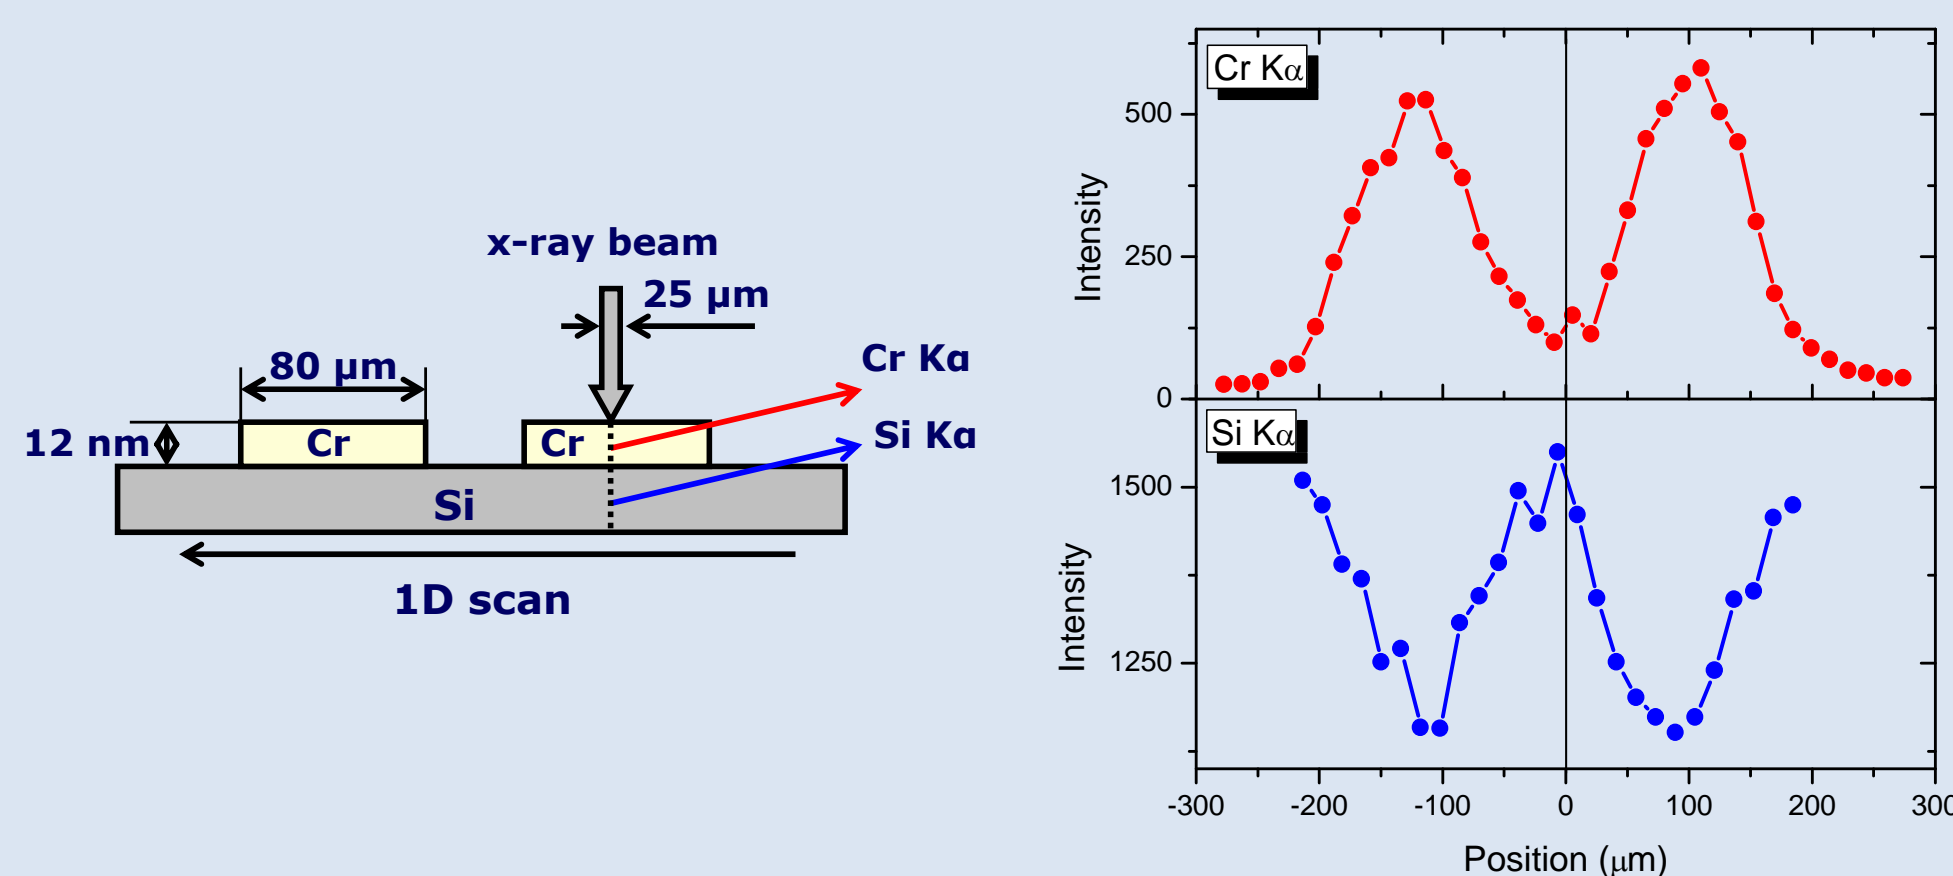 x-ray beam
25 µm
80 µm
Cr Kα
12 nm
Cr
Cr
Si Kα
Si
1D scan
Cr Kα
500
250
0
Intensity
Si Kα
1500
1250
Intensity
-300 -200 -100 0 100 200 300
Position (μm)